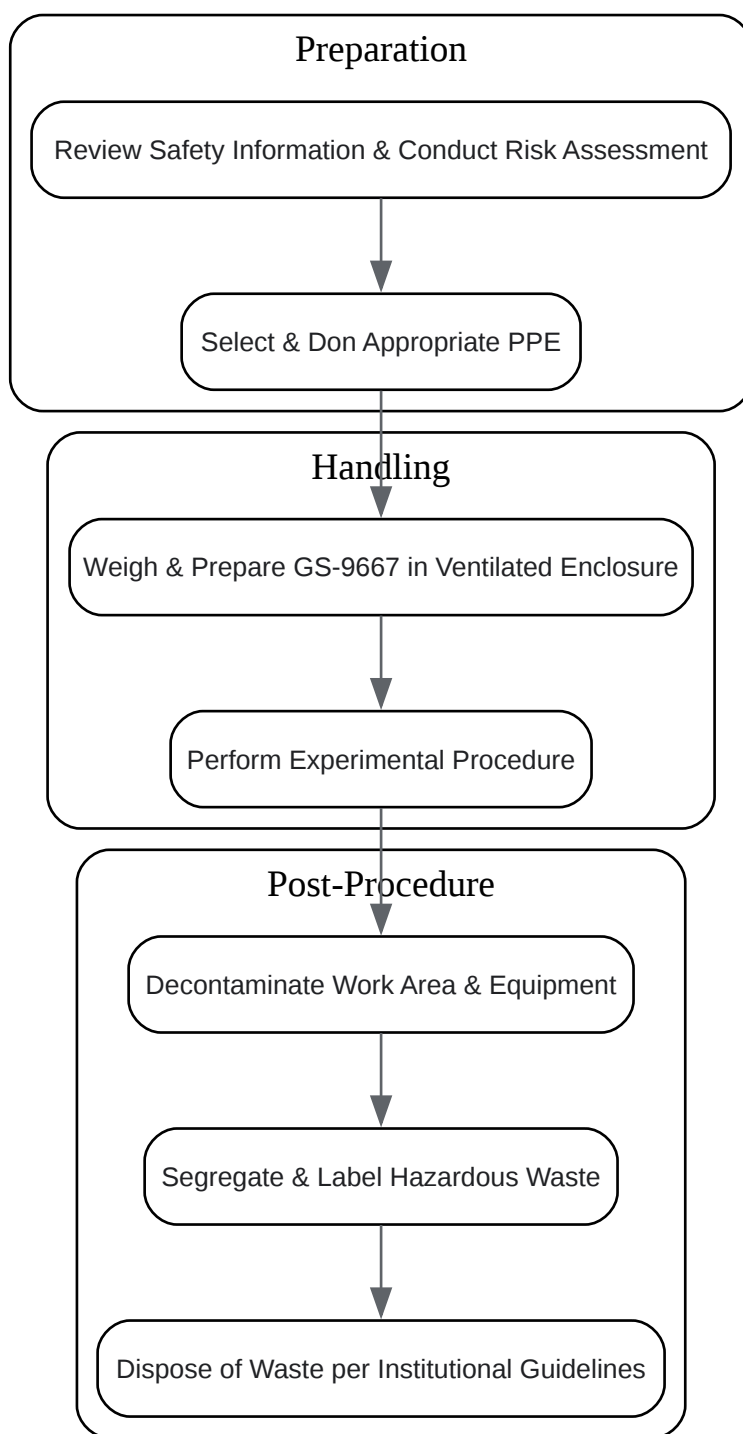 Preparation
Review Safety Information & Conduct Risk Assessment
Select & Don Appropriate PPE
Handling
Weigh & Prepare GS-9667 in Ventilated Enclosure
Perform Experimental Procedure
Post-Procedure
Decontaminate Work Area & Equipment
Segregate & Label Hazardous Waste
Dispose of Waste per Institutional Guidelines